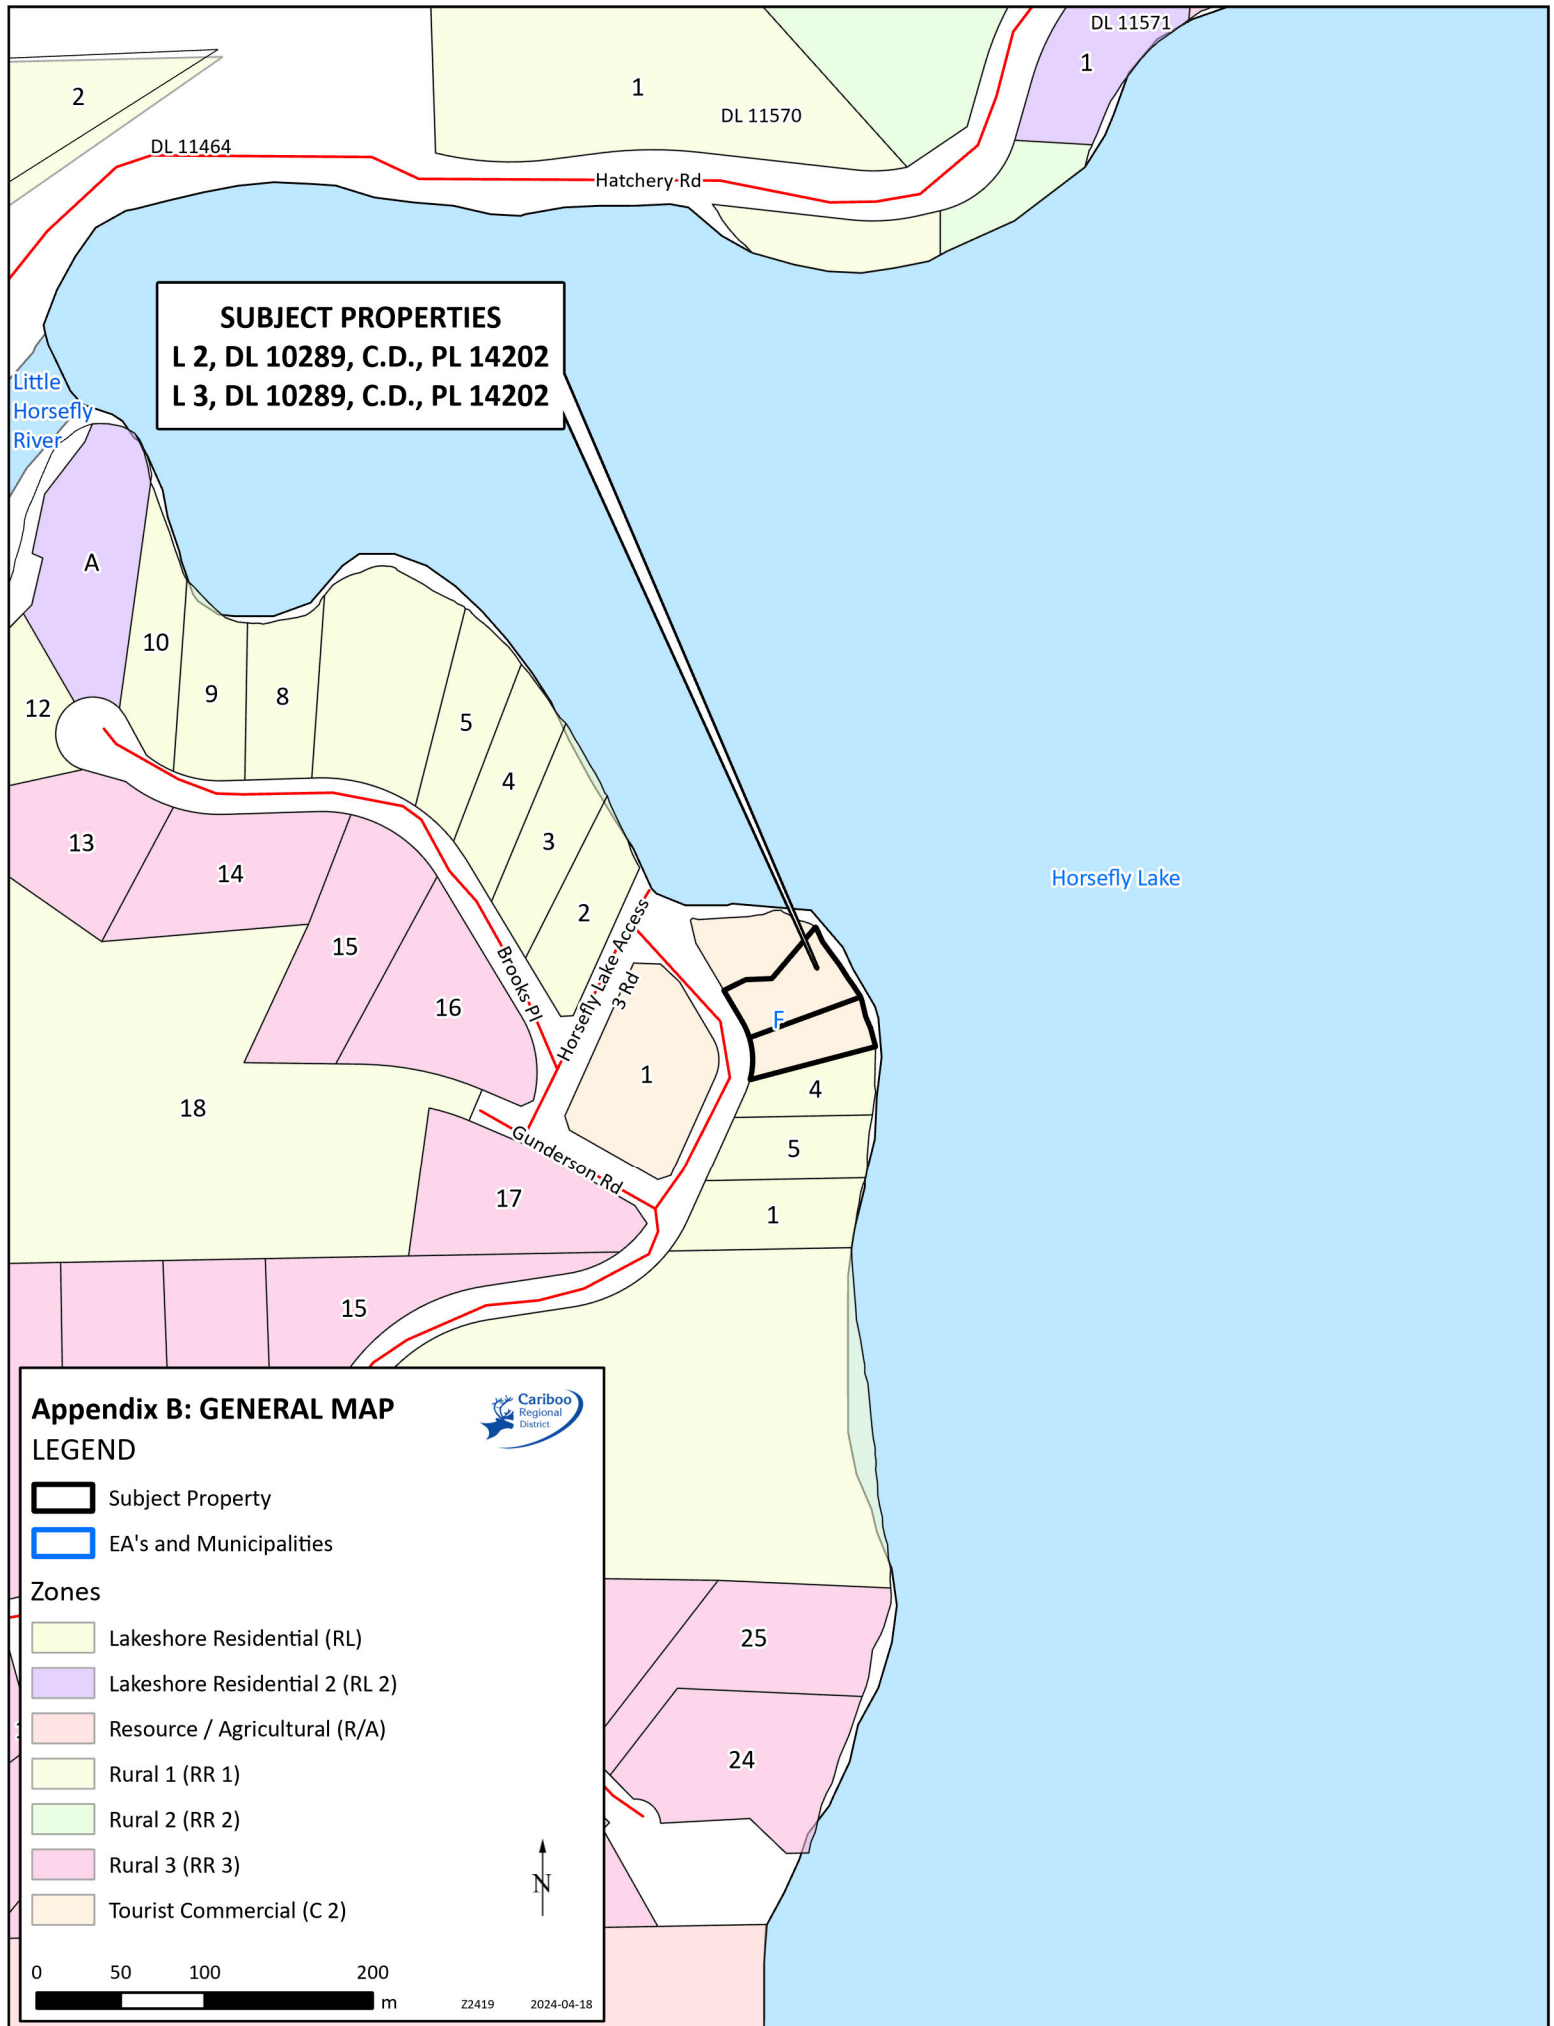 DL 11571
1
1
2
DL 11570
DL 11464
Hatchery Rd
SUBJECT PROPERTIES
L 2, DL 10289, C.D., PL 14202
L 3, DL 10289, C.D., PL 14202
Little
Horsefly
River
A
10
9
8
12
5
4
3
2
13
14
15
16
Horsefly Lake
Brooks Pl
Horsefly Lake Access
3 Rd
F
1
4
18
5
Gunderson Rd
17
1
15
Appendix B: GENERAL MAP
Cariboo
Regional
District
LEGEND
Subject Property
EA's and Municipalities
Zones
Lakeshore Residential (RL)
Lakeshore Residential 2 (RL 2)
Resource / Agricultural (R/A)
Rural 1 (RR 1)
Rural 2 (RR 2)
Rural 3 (RR 3)
Tourist Commercial (C 2)
25
24
N
0 50 100 200
m
Z2419 2024-04-18